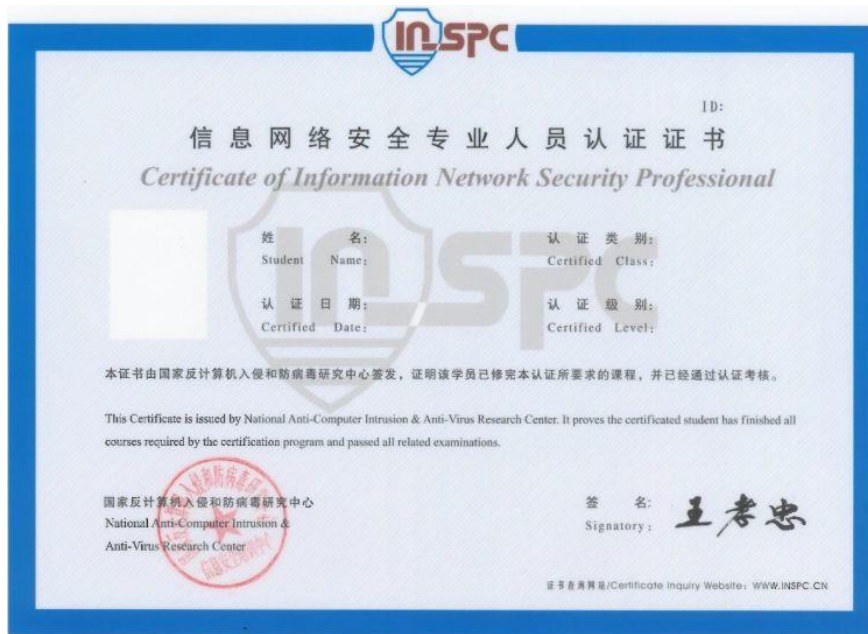 INSPC
ID:
信息网络安全专业人员认证证书
Certificate of Information Network Security Professional
INSPC
姓 名:
Student Name:
认 证 类 别:
Certified Class:
认 证 日 期:
Certified Date:
认 证 级 别:
Certified Level:
本证书由国家反计算机入侵和防病毒研究中心签发，证明该学员已修完本认证所要求的课程，并已经通过认证考核。
This Certificate is issued by National Anti-Computer Intrusion & Anti-Virus Research Center. It proves the certificated student has finished all
courses required by the certification program and passed all related examinations.
国家反计算机入侵和防病毒研究中心
National Anti-Computer Intrusion &
Anti-Virus Research Center
签 名:
Signatory:
王孝忠
证书查询网站/Certificate Inquiry Website: WWW.INSPC.CN